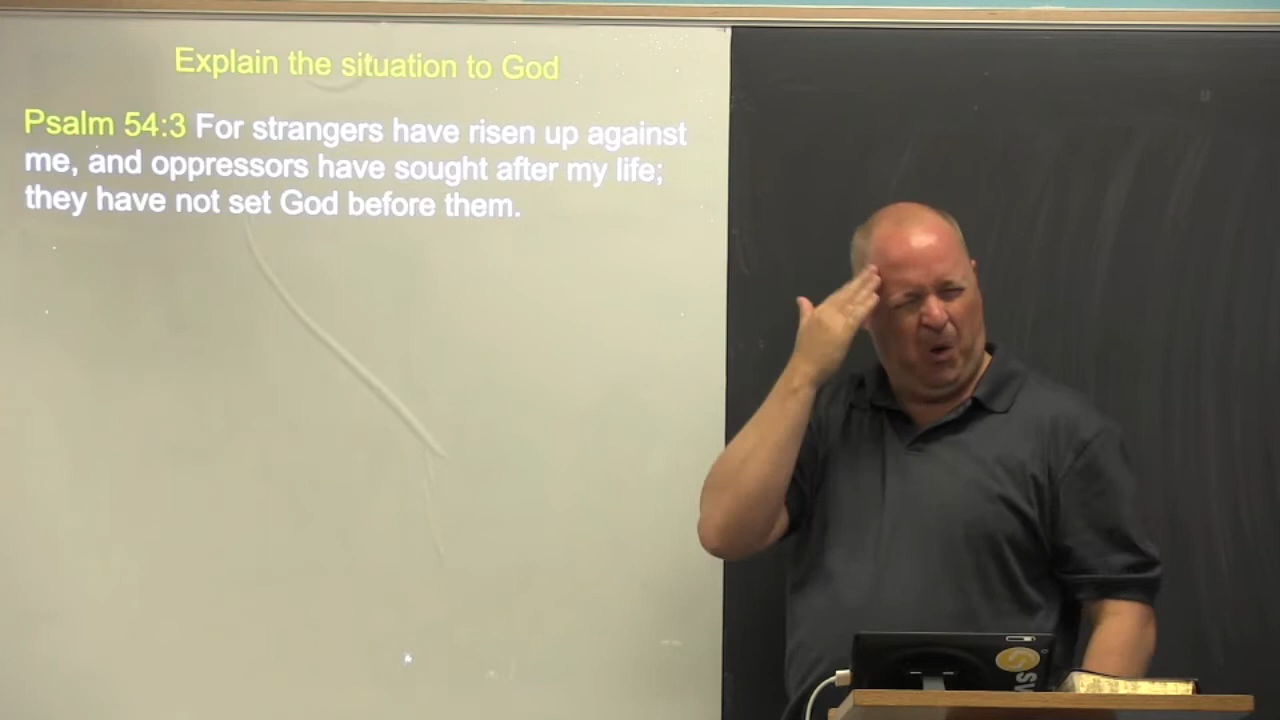 Explain the situation to God
Psalm 54:3 For strangers have risen up against
me, and oppressors have sought after my life;
they have not set God before them.
SV